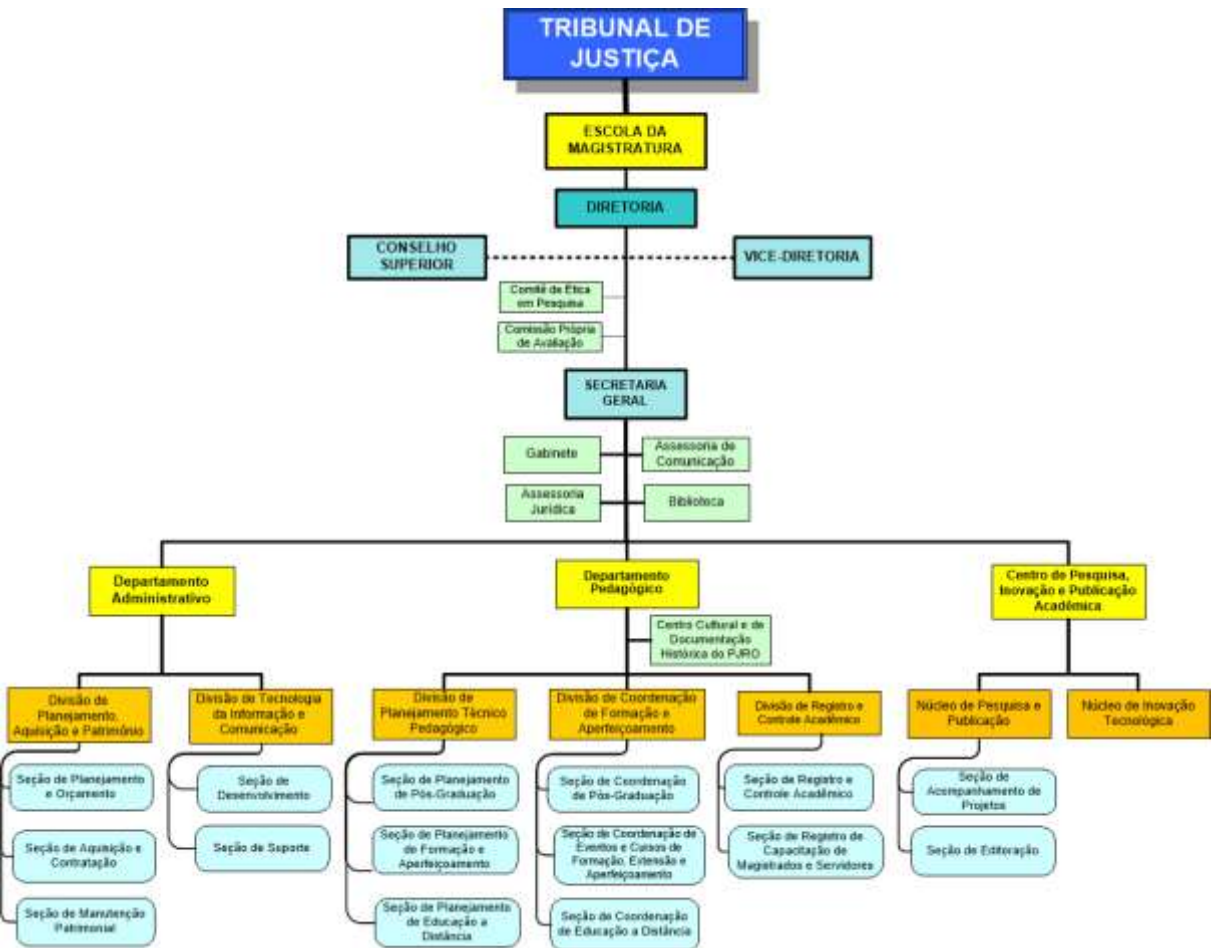 TRIBUNAL DE
JUSTIÇA
ESCOLA DA
MAGISTRATURA
DIRETORIA
CONSELHO
SUPERIOR
VICE-DIRETORIA
Comitê de Ética
em Pesquisa
Comissão Própria
de Avaliação
SECRETARIA
GERAL
Gabinete
Assessoria de
Comunicação
Assessoria
Jurídica
Biblioteca
Departamento
Administrativo
Departamento
Pedagógico
Centro de Pesquisa,
Inovação e Publicação
Acadêmica
Centro Cultural e de
Documentação
Histórica do PJRO
Divisão de
Planejamento,
Aquisição e Patrimônio
Divisão de Tecnologia
da Informação e
Comunicação
Divisão de
Planejamento Técnico
Pedagógico
Divisão de Coordenação
de Formação e
Aperfeiçoamento
Divisão de Registro e
Controle Acadêmico
Núcleo de Pesquisa e
Publicação
Núcleo de Inovação
Tecnológica
Seção de Planejamento
e Orçamento
Seção de
Desenvolvimento
Seção de Planejamento
de Pós-Graduação
Seção de Coordenação
de Pós-Graduação
Seção de Registro e
Controle Acadêmico
Seção de
Acompanhamento de
Projetos
Seção de Aquisição e
Contratação
Seção de Suporte
Seção de Planejamento
de Formação e
Aperfeiçoamento
Seção de Coordenação de
Eventos e Cursos de
Formação, Extensão e
Aperfeiçoamento
Seção de Registro de
Capacitação de
Magistrados e Servidores
Seção de Editoração
Seção de Manutenção
Patrimonial
Seção de Planejamento
de Educação a
Distância
Seção de Coordenação
de Educação a Distância